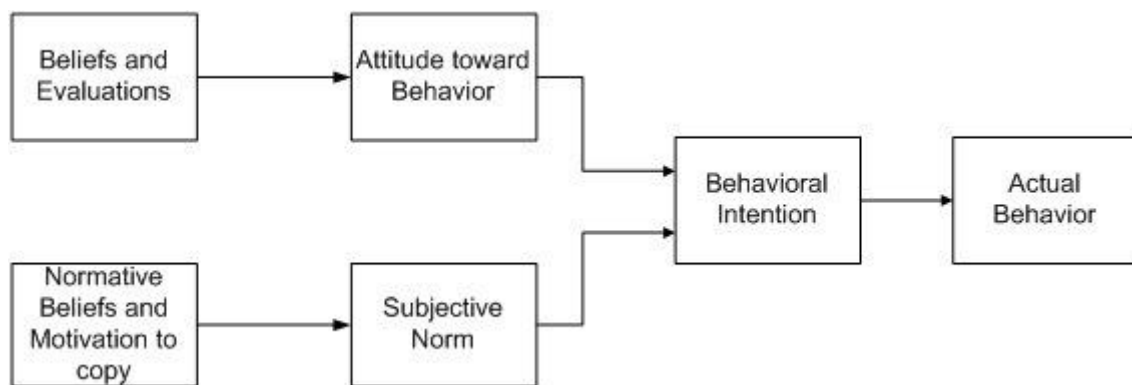 Beliefs and
Evaluations
Attitude toward
Behavior
Behavioral
Intention
Actual
Behavior
Normative
Beliefs and
Motivation to
copy
Subjective
Norm